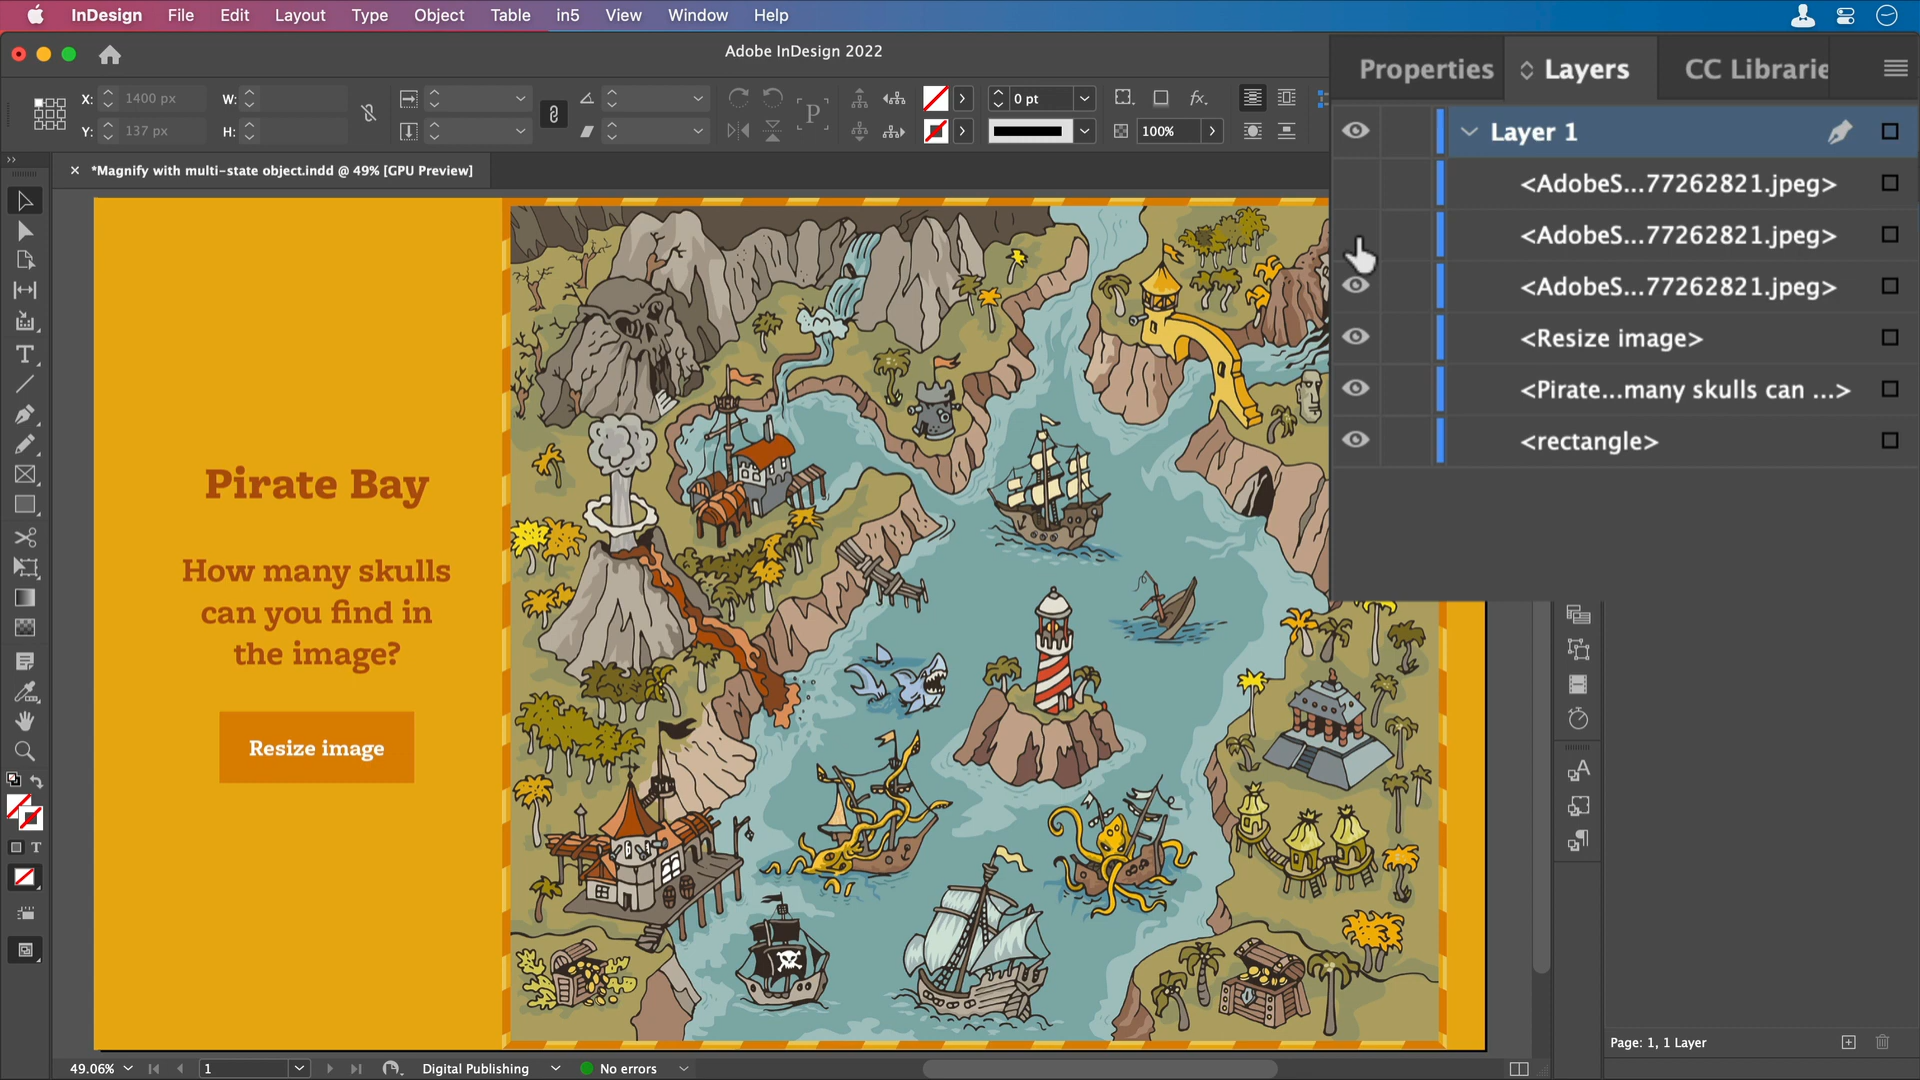 InDesign File Edit Layout Type Object Table in5 View Window Help
Adobe InDesign 2022
X: 1400 px W: 0 pt
Y: 137 px H: 100%
P
fx.
*Magnify with multi-state object.indd @ 49% [GPU Preview]
Properties Layers CC Librarie
Layer 1
<AdobeS...77262821.jpeg>
<AdobeS...77262821.jpeg>
<AdobeS...77262821.jpeg>
<Resize image>
<Pirate...many skulls can ...>
<rectangle>
Pirate Bay
How many skulls
can you find in
the image?
Resize image
Page: 1, 1 Layer
49.06% 1 Digital Publishing No errors